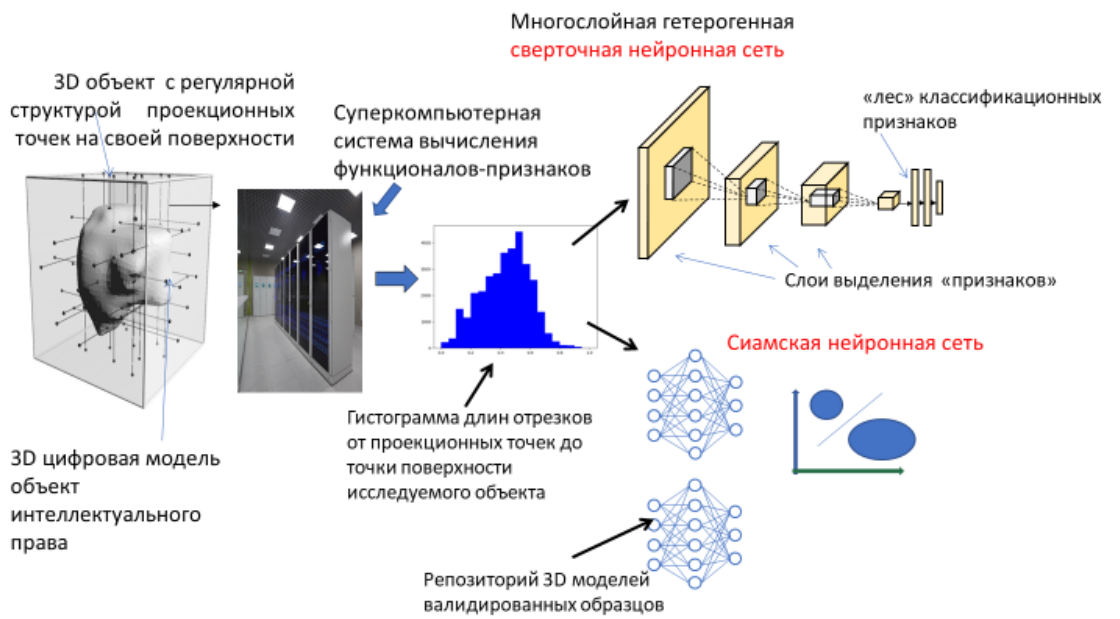 Многослойная гетерогенная
сверточная нейронная сеть
3D объект с регулярной
структурой проекционных
точек на своей поверхности
Суперкомпьютерная
система вычисления
функционалов-признаков
«лес» классификационных
признаков
Слои выделения «признаков»
Сиамская нейронная сеть
Гистограмма длин отрезков
от проекционных точек до
точки поверхности
исследуемого объекта
3D цифровая модель
объект
интеллектуального
права
Репозиторий 3D моделей
валидированных образцов